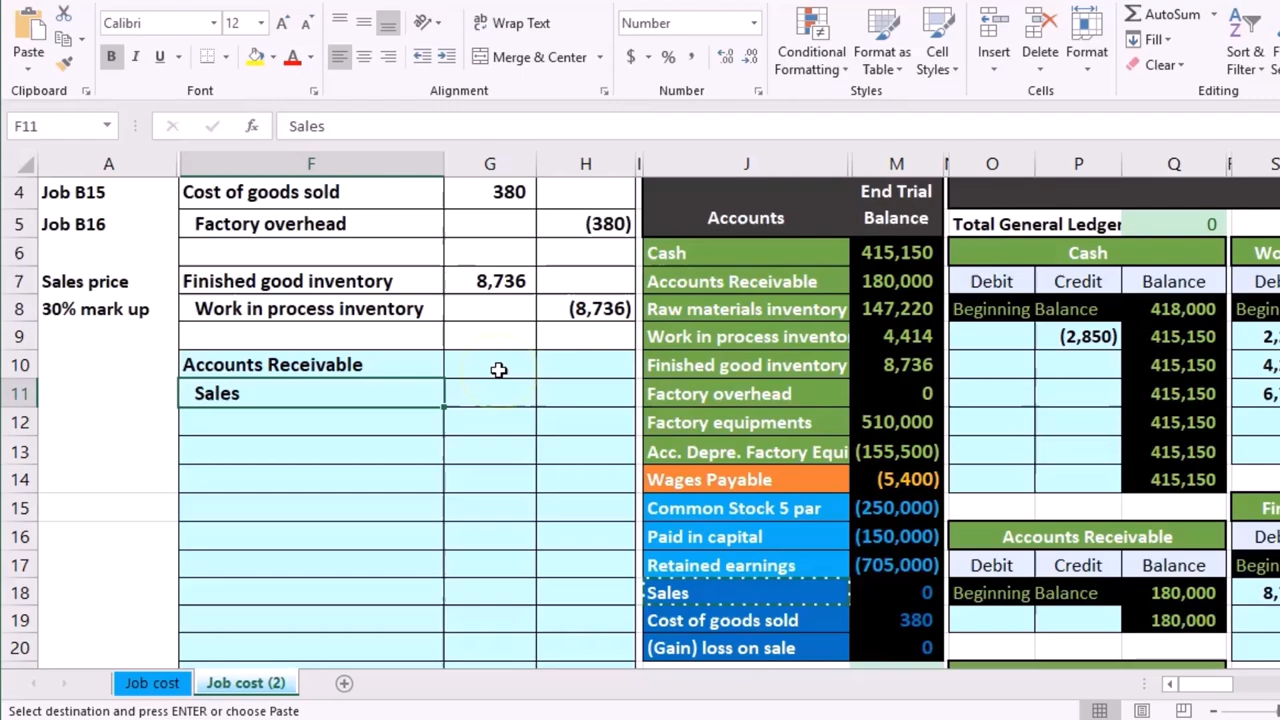 Calibri 12 Wrap Text Number AutoSum
Paste B I U Merge & Center $ % Conditional Formatting Format as Table Cell Styles Insert Delete Format Fill Clear Sort & Filter
Clipboard Font Alignment Number Styles Cells Editing
F11 fx Sales
A F G H I J M N O P Q R S
4 Job B15 Cost of goods sold 380 Accounts End Trial Balance
5 Job B16 Factory overhead (380) Total General Ledger 0
6 Cash 415,150 Cash Wo
7 Sales price Finished good inventory 8,736 Accounts Receivable 180,000 Debit Credit Balance De
8 30% mark up Work in process inventory (8,736) Raw materials inventory 147,220 Beginning Balance 418,000 Begin
9 Work in process invento 4,414 (2,850) 415,150 2,
10 Accounts Receivable Finished good inventory 8,736 415,150 4,
11 Sales Factory overhead 0 415,150 6,
12 Factory equipments 510,000 415,150
13 Acc. Depre. Factory Equi (155,500) 415,150
14 Wages Payable (5,400) 415,150
15 Common Stock 5 par (250,000) Fi
16 Paid in capital (150,000) Accounts Receivable De
17 Retained earnings (705,000) Debit Credit Balance Begin
18 Sales 0 Beginning Balance 180,000 8,
19 Cost of goods sold 380 180,000
20 (Gain) loss on sale 0
Job cost Job cost (2)
Select destination and press ENTER or choose Paste